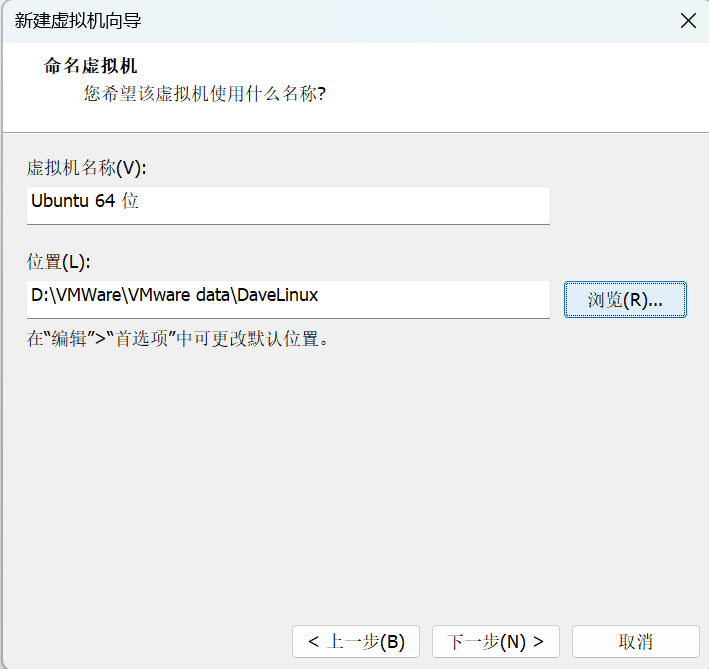 新建虚拟机向导
命名虚拟机
您希望该虚拟机使用什么名称?
虚拟机名称(V):
Ubuntu 64 位
位置(L):
D:\VMWare\VMware data\DaveLinux
浏览(R)...
在“编辑”>“首选项”中可更改默认位置。
< 上一步(B)
下一步(N) >
取消